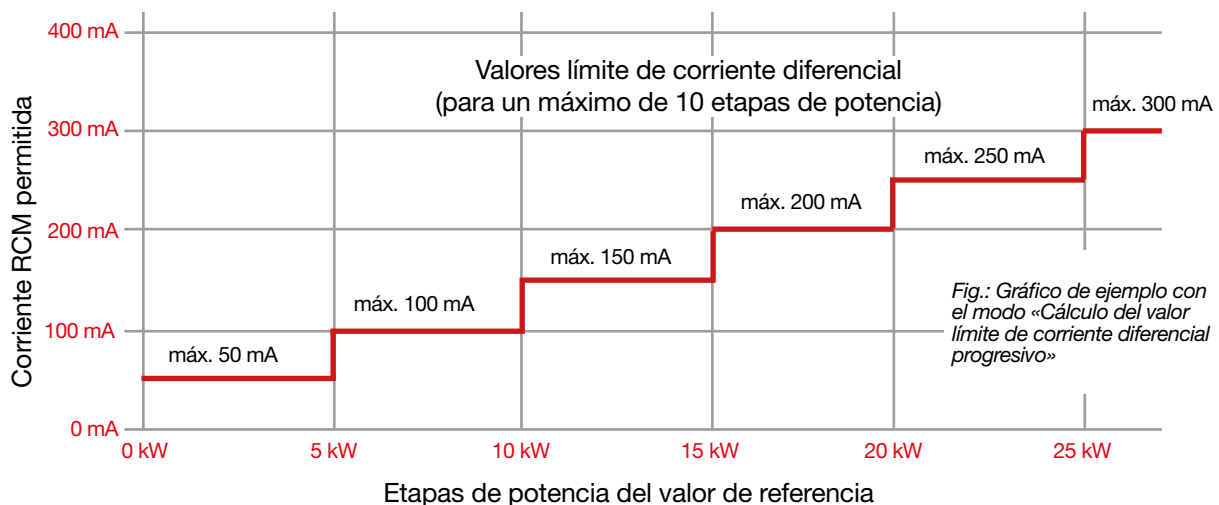 400 mA
Valores límite de corriente diferencial
(para un máximo de 10 etapas de potencia)
máx. 300 mA
300 mA
máx. 250 mA
máx. 200 mA
200 mA
máx. 150 mA
máx. 100 mA
100 mA
máx. 50 mA
0 mA
Corriente RCM permitida
Fig.: Gráfico de ejemplo con
el modo «Cálculo del valor
límite de corriente diferencial
progresivo»
0 kW
5 kW
10 kW
15 kW
20 kW
25 kW
Etapas de potencia del valor de referencia